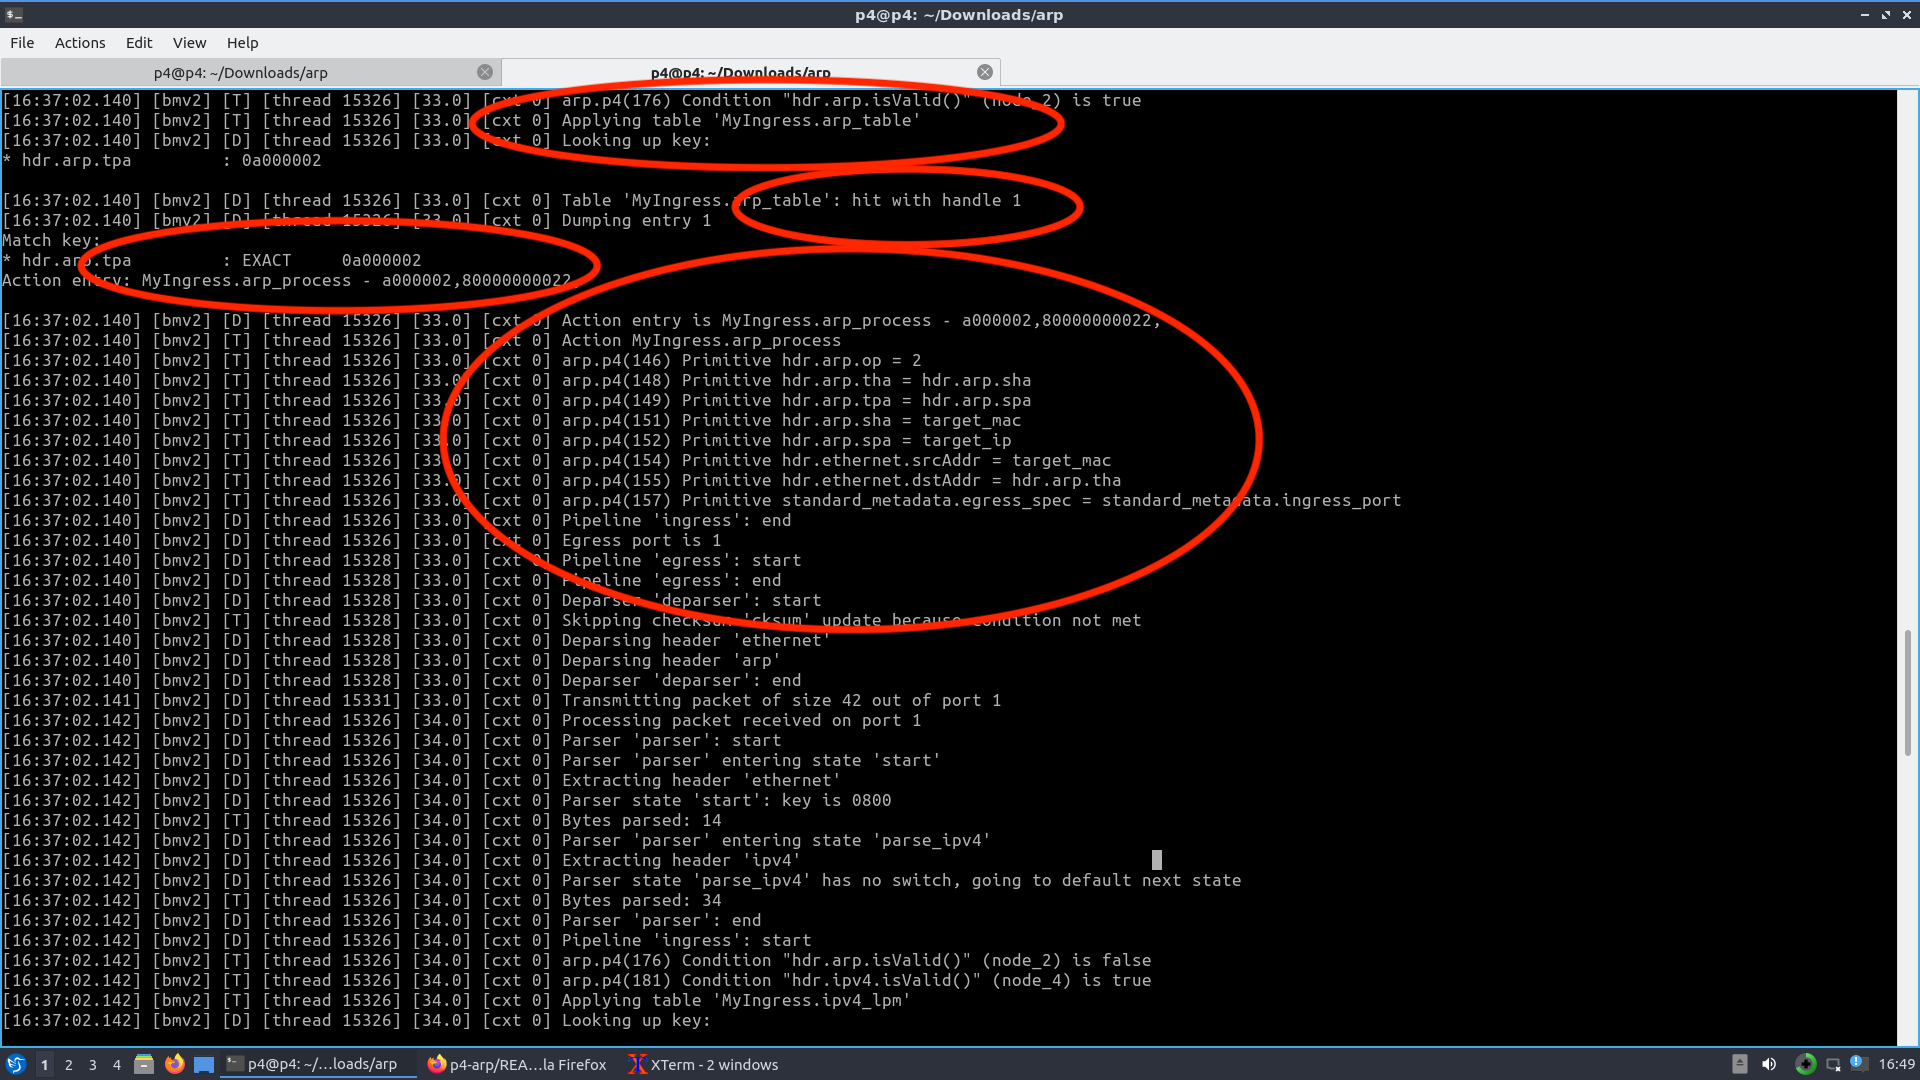 p4@p4: ~/Downloads/arp
File Actions Edit View Help
p4@p4: ~/Downloads/arp
p4@p4: ~/Downloads/arp
[16:37:02.140] [bmv2] [T] [thread 15326] [33.0] [cxt 0] arp.p4(176) Condition "hdr.arp.isValid()" (node_2) is true
[16:37:02.140] [bmv2] [T] [thread 15326] [33.0] [cxt 0] Applying table 'MyIngress.arp_table'
[16:37:02.140] [bmv2] [D] [thread 15326] [33.0] [cxt 0] Looking up key:
* hdr.arp.tpa         : 0a000002
[16:37:02.140] [bmv2] [D] [thread 15326] [33.0] [cxt 0] Table 'MyIngress.arp_table': hit with handle 1
[16:37:02.140] [bmv2] [D] [thread 15326] [33.0] [cxt 0] Dumping entry 1
Match key:
* hdr.arp.tpa         : EXACT     0a000002
Action entry: MyIngress.arp_process - a000002,80000000022,
[16:37:02.140] [bmv2] [D] [thread 15326] [33.0] [cxt 0] Action entry is MyIngress.arp_process - a000002,80000000022,
[16:37:02.140] [bmv2] [T] [thread 15326] [33.0] [cxt 0] Action MyIngress.arp_process
[16:37:02.140] [bmv2] [T] [thread 15326] [33.0] [cxt 0] arp.p4(146) Primitive hdr.arp.op = 2
[16:37:02.140] [bmv2] [T] [thread 15326] [33.0] [cxt 0] arp.p4(148) Primitive hdr.arp.tha = hdr.arp.sha
[16:37:02.140] [bmv2] [T] [thread 15326] [33.0] [cxt 0] arp.p4(149) Primitive hdr.arp.tpa = hdr.arp.spa
[16:37:02.140] [bmv2] [T] [thread 15326] [33.0] [cxt 0] arp.p4(151) Primitive hdr.arp.sha = target_mac
[16:37:02.140] [bmv2] [T] [thread 15326] [33.0] [cxt 0] arp.p4(152) Primitive hdr.arp.spa = target_ip
[16:37:02.140] [bmv2] [T] [thread 15326] [33.0] [cxt 0] arp.p4(154) Primitive hdr.ethernet.srcAddr = target_mac
[16:37:02.140] [bmv2] [T] [thread 15326] [33.0] [cxt 0] arp.p4(155) Primitive hdr.ethernet.dstAddr = hdr.arp.tha
[16:37:02.140] [bmv2] [T] [thread 15326] [33.0] [cxt 0] arp.p4(157) Primitive standard_metadata.egress_spec = standard_metadata.ingress_port
[16:37:02.140] [bmv2] [D] [thread 15326] [33.0] [cxt 0] Pipeline 'ingress': end
[16:37:02.140] [bmv2] [D] [thread 15326] [33.0] [cxt 0] Egress port is 1
[16:37:02.140] [bmv2] [D] [thread 15328] [33.0] [cxt 0] Pipeline 'egress': start
[16:37:02.140] [bmv2] [D] [thread 15328] [33.0] [cxt 0] Pipeline 'egress': end
[16:37:02.140] [bmv2] [D] [thread 15328] [33.0] [cxt 0] Deparser 'deparser': start
[16:37:02.140] [bmv2] [T] [thread 15328] [33.0] [cxt 0] Skipping checksum 'cksum' update because condition not met
[16:37:02.140] [bmv2] [D] [thread 15328] [33.0] [cxt 0] Deparsing header 'ethernet'
[16:37:02.140] [bmv2] [D] [thread 15328] [33.0] [cxt 0] Deparsing header 'arp'
[16:37:02.140] [bmv2] [D] [thread 15328] [33.0] [cxt 0] Deparser 'deparser': end
[16:37:02.141] [bmv2] [D] [thread 15331] [33.0] [cxt 0] Transmitting packet of size 42 out of port 1
[16:37:02.142] [bmv2] [D] [thread 15326] [34.0] [cxt 0] Processing packet received on port 1
[16:37:02.142] [bmv2] [D] [thread 15326] [34.0] [cxt 0] Parser 'parser': start
[16:37:02.142] [bmv2] [D] [thread 15326] [34.0] [cxt 0] Parser 'parser' entering state 'start'
[16:37:02.142] [bmv2] [D] [thread 15326] [34.0] [cxt 0] Extracting header 'ethernet'
[16:37:02.142] [bmv2] [D] [thread 15326] [34.0] [cxt 0] Parser state 'start': key is 0800
[16:37:02.142] [bmv2] [T] [thread 15326] [34.0] [cxt 0] Bytes parsed: 14
[16:37:02.142] [bmv2] [D] [thread 15326] [34.0] [cxt 0] Parser 'parser' entering state 'parse_ipv4'
[16:37:02.142] [bmv2] [D] [thread 15326] [34.0] [cxt 0] Extracting header 'ipv4'
[16:37:02.142] [bmv2] [D] [thread 15326] [34.0] [cxt 0] Parser state 'parse_ipv4' has no switch, going to default next state
[16:37:02.142] [bmv2] [T] [thread 15326] [34.0] [cxt 0] Bytes parsed: 34
[16:37:02.142] [bmv2] [D] [thread 15326] [34.0] [cxt 0] Parser 'parser': end
[16:37:02.142] [bmv2] [D] [thread 15326] [34.0] [cxt 0] Pipeline 'ingress': start
[16:37:02.142] [bmv2] [T] [thread 15326] [34.0] [cxt 0] arp.p4(176) Condition "hdr.arp.isValid()" (node_2) is false
[16:37:02.142] [bmv2] [T] [thread 15326] [34.0] [cxt 0] arp.p4(181) Condition "hdr.ipv4.isValid()" (node_4) is true
[16:37:02.142] [bmv2] [T] [thread 15326] [34.0] [cxt 0] Applying table 'MyIngress.ipv4_lpm'
[16:37:02.142] [bmv2] [D] [thread 15326] [34.0] [cxt 0] Looking up key:
1 2 3 4 p4@p4: ~/…loads/arp p4-arp/REA…la Firefox XTerm - 2 windows 16:49